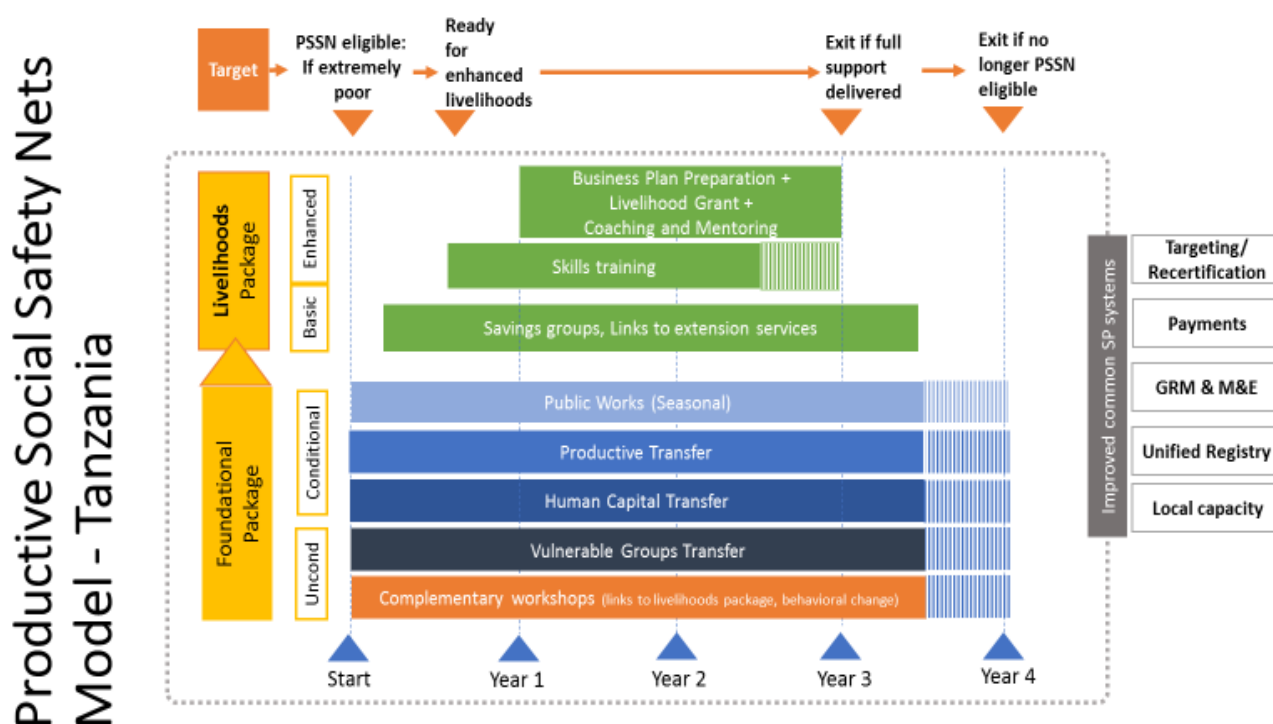 Productive Social Safety Nets
Model - Tanzania
Target
PSSN eligible:
If extremely
poor
Ready
for
enhanced
livelihoods
Exit if full
support
delivered
Exit if no
longer PSSN
eligible
Livelihoods
Package
Enhanced
Basic
Business Plan Preparation +
Livelihood Grant +
Coaching and Mentoring
Skills training
Savings groups, Links to extension services
Foundational
Package
Conditional
Uncond
Public Works (Seasonal)
Productive Transfer
Human Capital Transfer
Vulnerable Groups Transfer
Complementary workshops (links to livelihoods package, behavioral change)
Start
Year 1
Year 2
Year 3
Year 4
Improved common SP systems
Targeting/
Recertification
Payments
GRM & M&E
Unified Registry
Local capacity